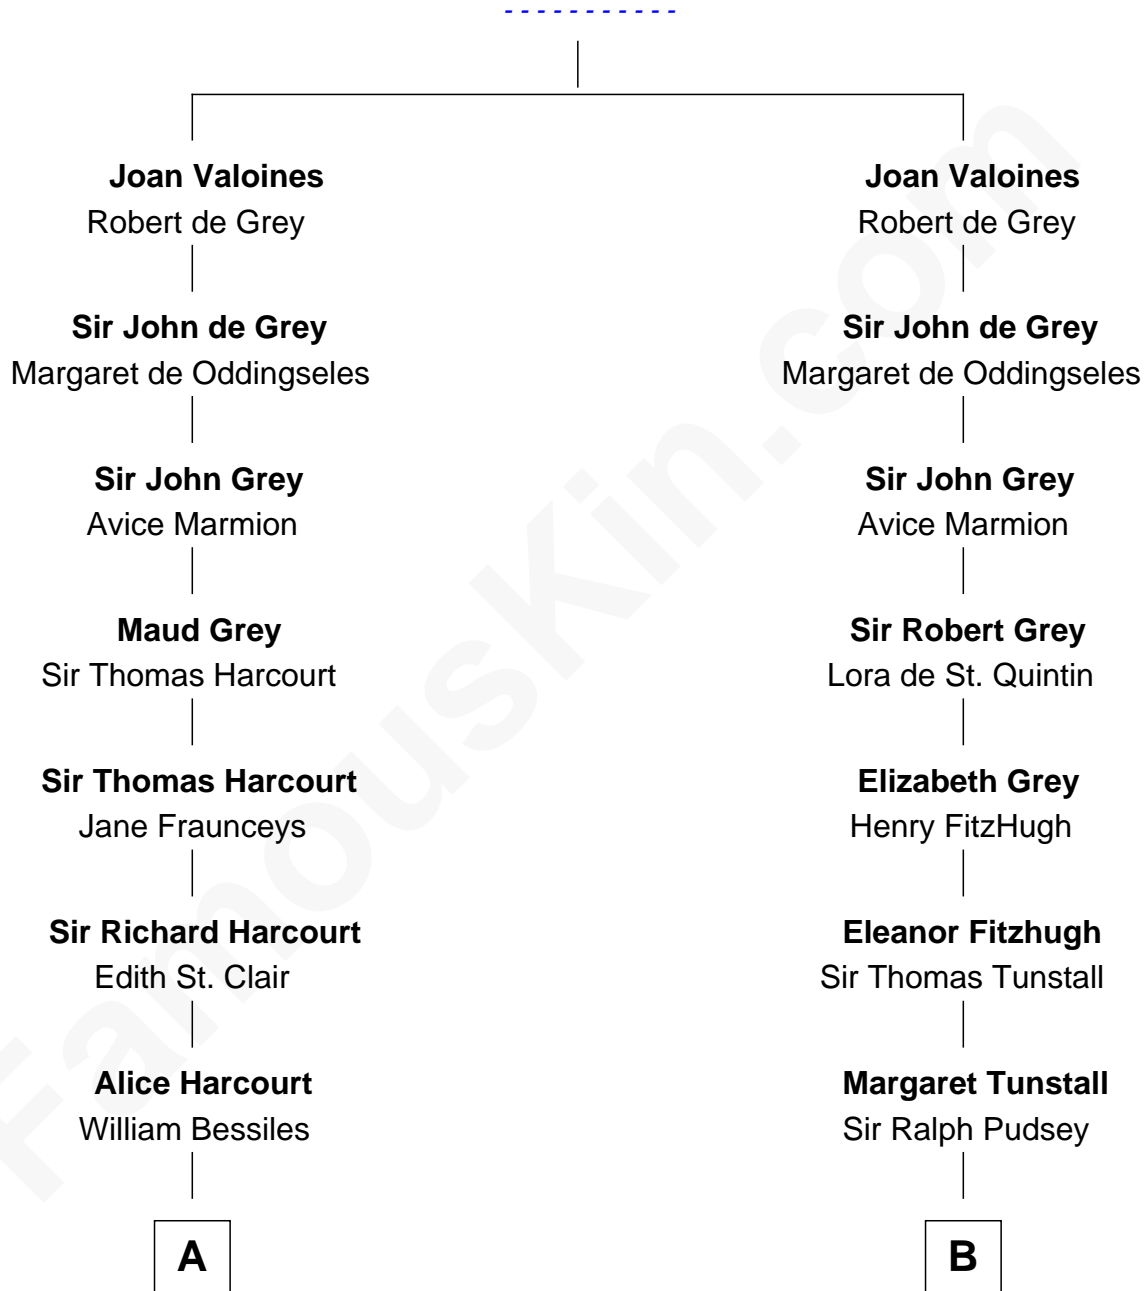 - - - - - - - - - - -
Joan Valoines Joan Valoines
Robert de Grey Robert de Grey
Sir John de Grey Sir John de Grey
Margaret de Oddingseles Margaret de Oddingseles
Sir John Grey Sir John Grey
Avice Marmion Avice Marmion
Maud Grey Sir Robert Grey
Sir Thomas Harcourt Lora de St. Quintin
Sir Thomas Harcourt Elizabeth Grey
Jane Fraunceys Henry FitzHugh
Sir Richard Harcourt Eleanor Fitzhugh
Edith St. Clair Sir Thomas Tunstall
Alice Harcourt Margaret Tunstall
William Bessiles Sir Ralph Pudsey
A B
FamousKin.com